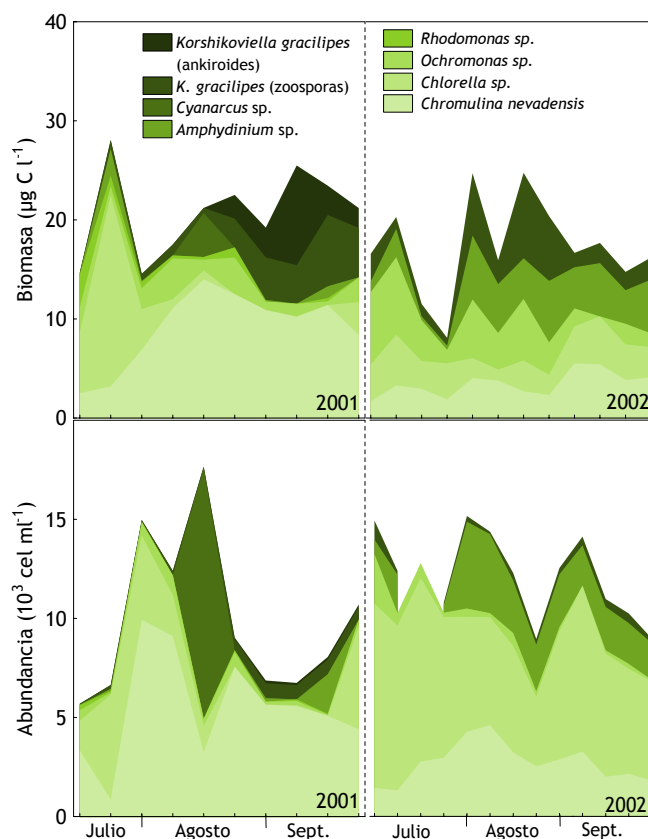 40
30
20
10
0
Biomasa (µg C l⁻¹)
Korshikoviella gracilipes
(ankiroides)
K. gracilipes (zoosporas)
Cyanarcus sp.
Amphydinium sp.
Rhodomonas sp.
Ochromonas sp.
Chlorella sp.
Chromulina nevadensis
2001
2002
15
10
5
0
Abundancia (10³ cel ml⁻¹)
2001
2002
Julio Agosto Sept. Julio Agosto Sept.